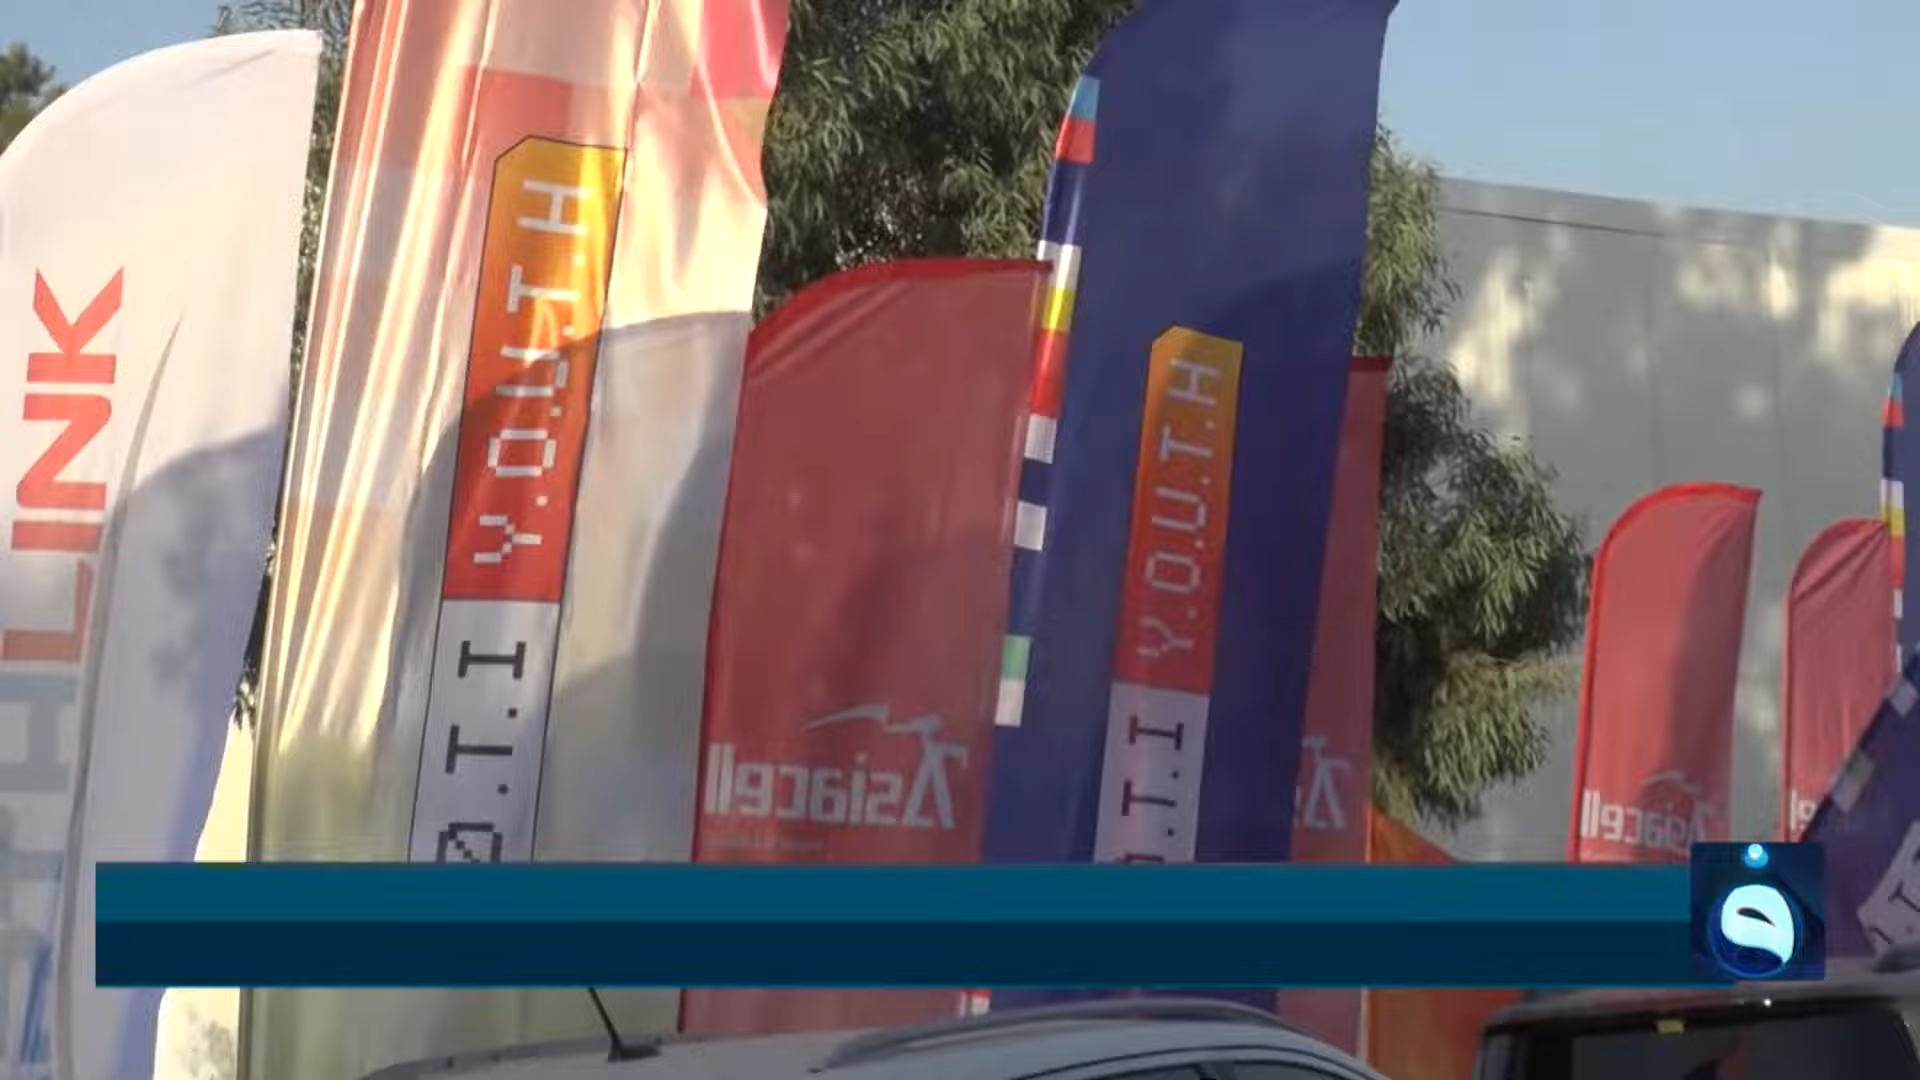 LINK
Y.O.U.T.H
T.I
Asiacell
Y.O.U.T.H
T.I
Asiacell